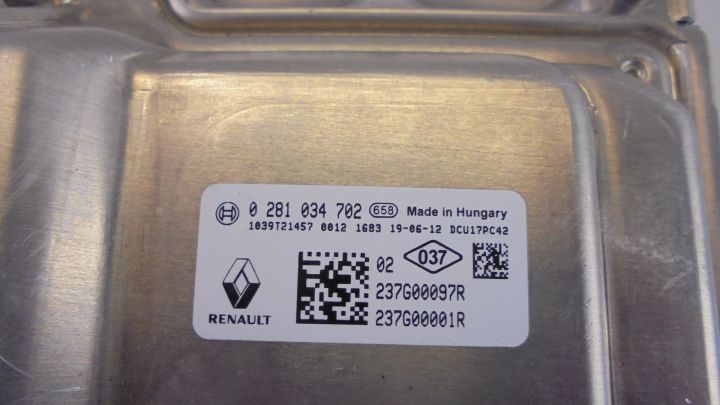 0 281 034 702 658 Made in Hungary
1039T21457 0012 1683 19-06-12 DCU17PC42
02 037
237G00097R
RENAULT 237G00001R